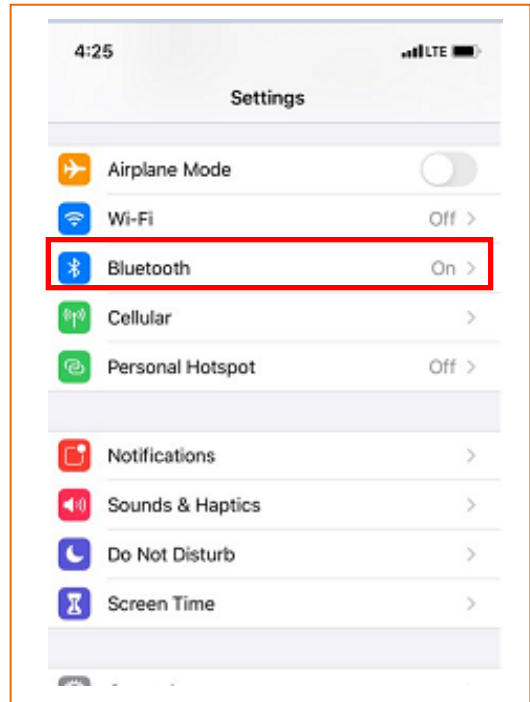 4:25 LTE
Settings
Airplane Mode
Wi-Fi Off
Bluetooth On
Cellular
Personal Hotspot Off
Notifications
Sounds & Haptics
Do Not Disturb
Screen Time